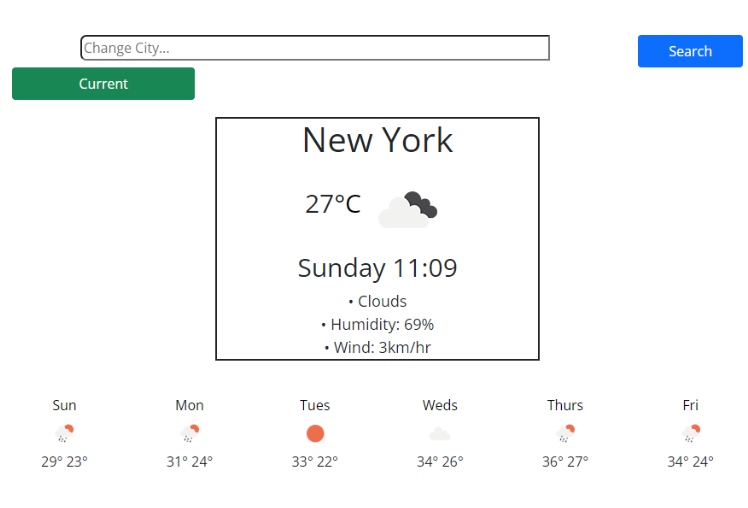 Change City...
Search
Current
New York
27°C
Sunday 11:09
• Clouds
• Humidity: 69%
• Wind: 3km/hr
Sun Mon Tues Weds Thurs Fri
29° 23° 31° 24° 33° 22° 34° 26° 36° 27° 34° 24°